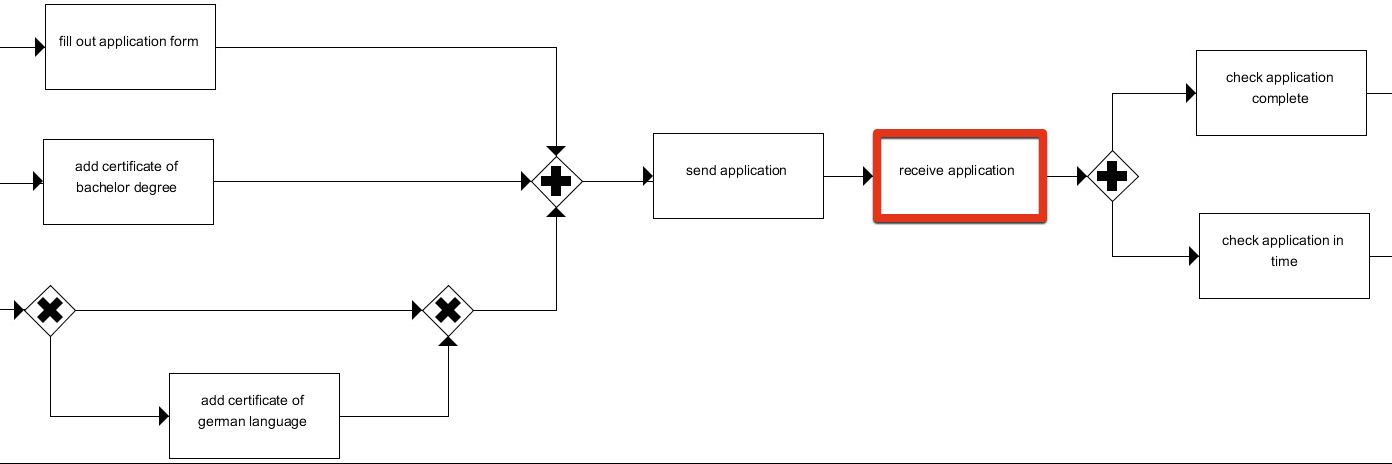 fill out application form
add certificate of
bachelor degree
add certificate of
german language
send application
receive application
check application
complete
check application in
time